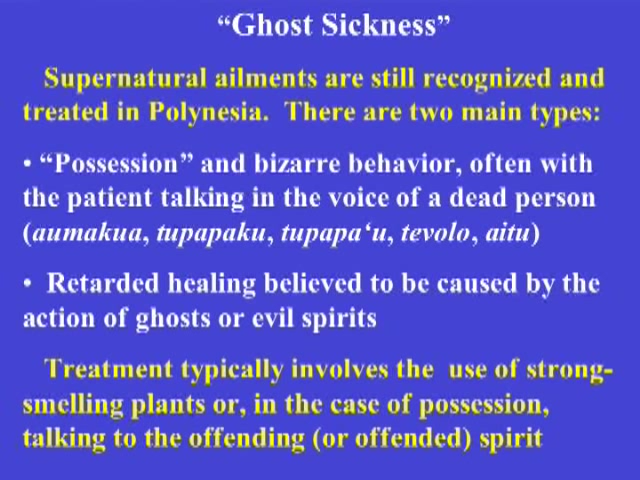 “Ghost Sickness”
Supernatural ailments are still recognized and
treated in Polynesia.  There are two main types:
• “Possession” and bizarre behavior, often with
the patient talking in the voice of a dead person
(aumakua, tupapaku, tupapa‘u, tevolo, aitu)
•  Retarded healing believed to be caused by the
action of ghosts or evil spirits
Treatment typically involves the  use of strong-
smelling plants or, in the case of possession,
talking to the offending (or offended) spirit